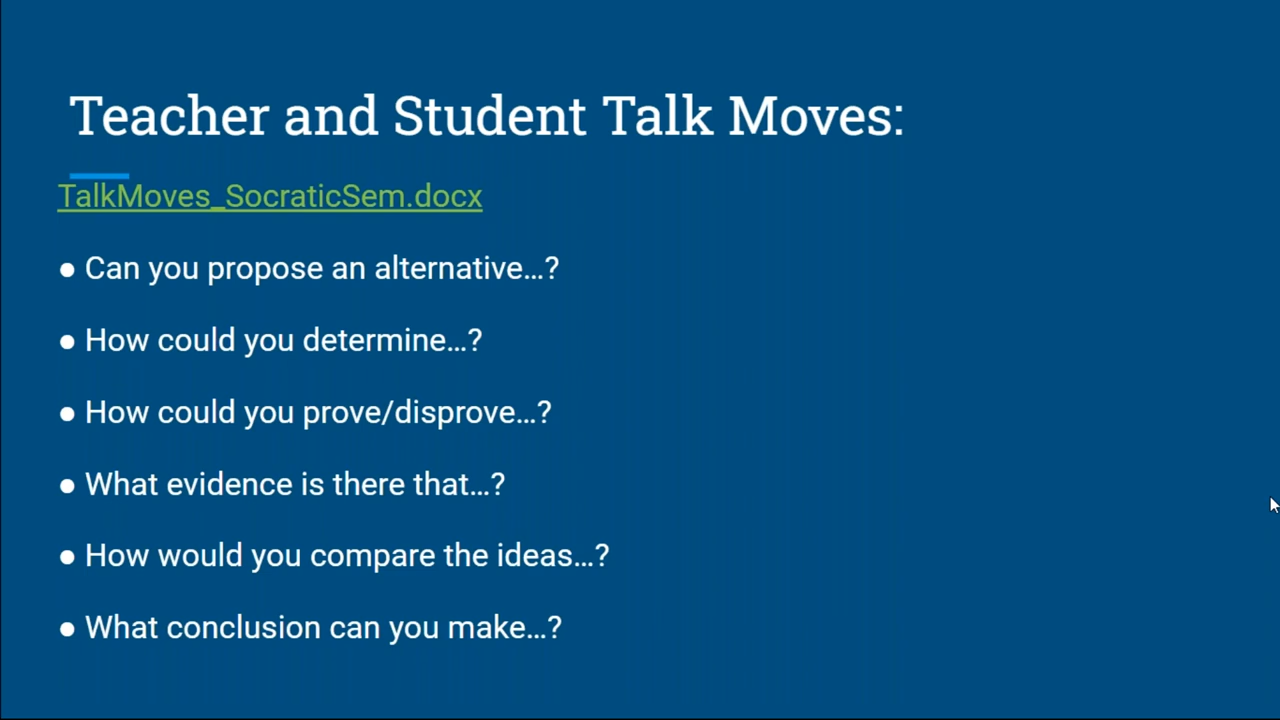 Teacher and Student Talk Moves:
TalkMoves_SocraticSem.docx
● Can you propose an alternative…?
● How could you determine…?
● How could you prove/disprove…?
● What evidence is there that…?
● How would you compare the ideas…?
● What conclusion can you make…?